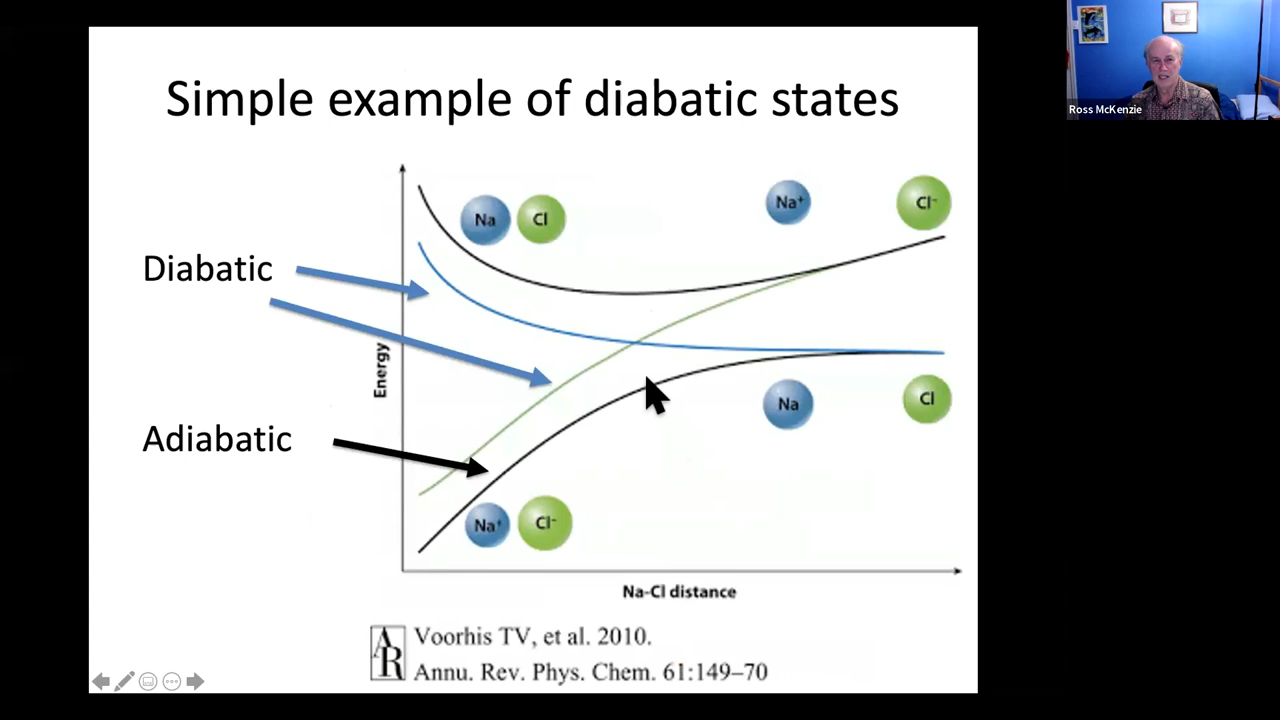 Simple example of diabatic states
Ross McKenzie
Na Cl
Na⁺ Cl⁻
Diabatic
Energy
Na Cl
Adiabatic
Na⁺ Cl⁻
Na-Cl distance
AR
Voorhis TV, et al. 2010.
Annu. Rev. Phys. Chem. 61:149–70